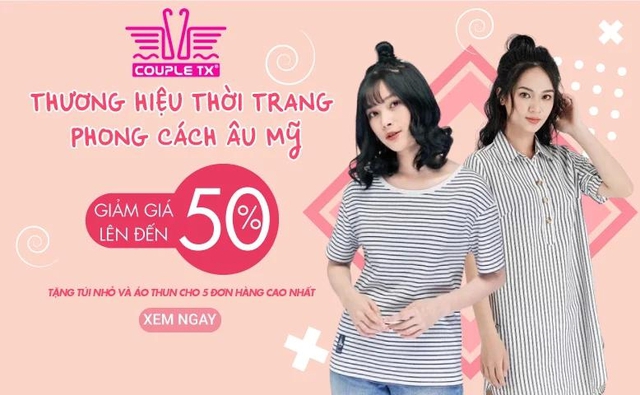 COUPLE TX®
THƯƠNG HIỆU THỜI TRANG
PHONG CÁCH ÂU MỸ
GIẢM GIÁ
LÊN ĐẾN
50%
TẶNG TÚI NHỎ VÀ ÁO THUN CHO 5 ĐƠN HÀNG CAO NHẤT
XEM NGAY